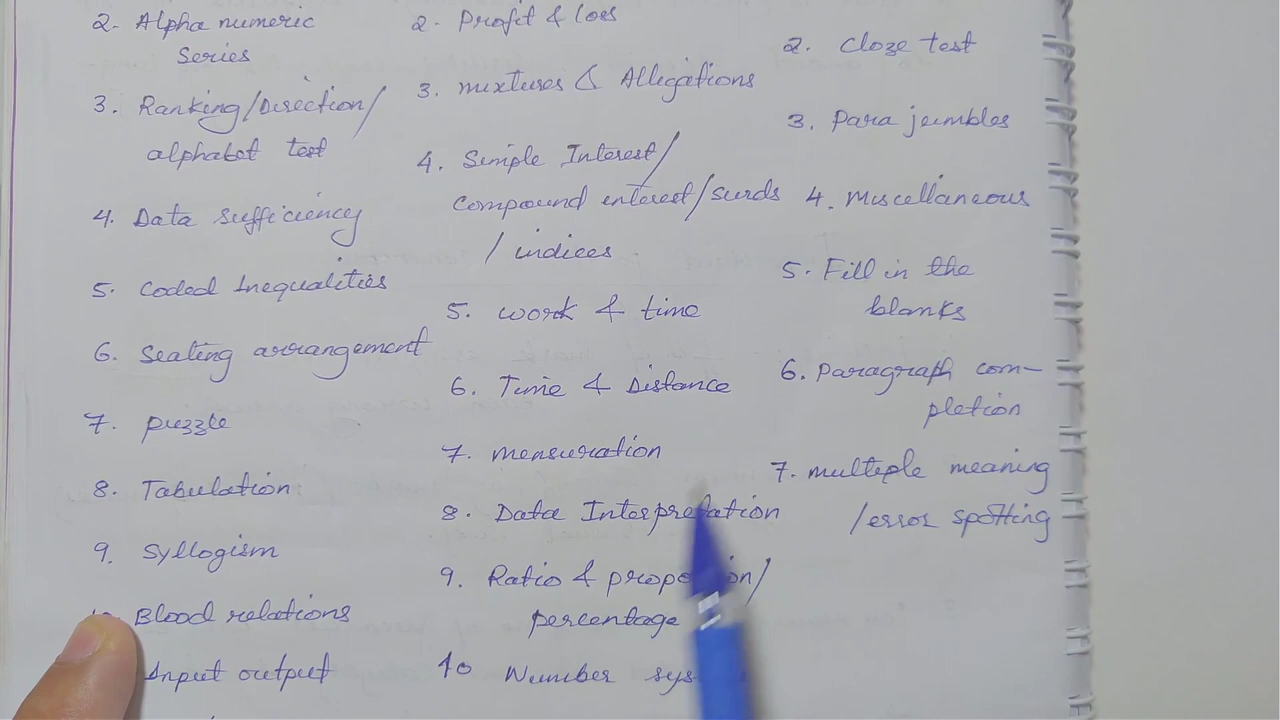 2. Alpha numeric
Series
3. Ranking/Direction/
alphabet test
4. Data sufficiency
5. Coded Inequalities
6. Seating arrangement
7. puzzle
8. Tabulation
9. Syllogism
Blood relations
Input output
2. Profit & loss
3. mixtures & Allegations
4. Simple Interest/
compound interest/surds
/ indices
5. work & time
6. Time & Distance
7. mensuration
8. Data Interpretation
9. Ratio & proportion/
percentage
10 Number
2. Cloze test
3. Para jumbles
4. Miscellaneous
5. Fill in the
blanks
6. Paragraph com-
pletion
7. multiple meaning
/error spotting